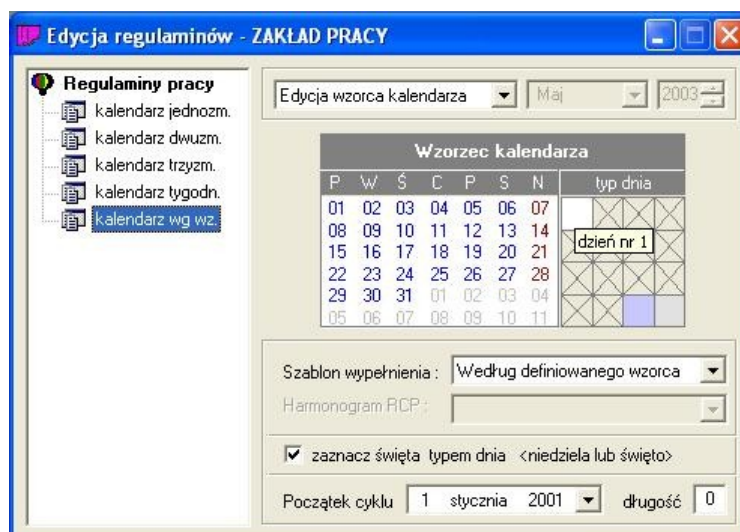 Edycja regulaminów - ZAKŁAD PRACY
Regulaminy pracy
kalendarz jednozm.
kalendarz dwuzm.
kalendarz trzyzm.
kalendarz tygodn.
kalendarz wg wz.
Edycja wzorca kalendarza Maj 2003
Wzorzec kalendarza
P W Ś C P S N typ dnia
01 02 03 04 05 06 07
08 09 10 11 12 13 14
dzień nr 1
15 16 17 18 19 20 21
22 23 24 25 26 27 28
29 30 31 01 02 03 04
05 06 07 08 09 10 11
Szablon wypełnienia : Według definiowanego wzorca
Harmonogram RCP :
zaznacz święta typem dnia <niedziela lub święto>
Początek cyklu 1 stycznia 2001 długość 0